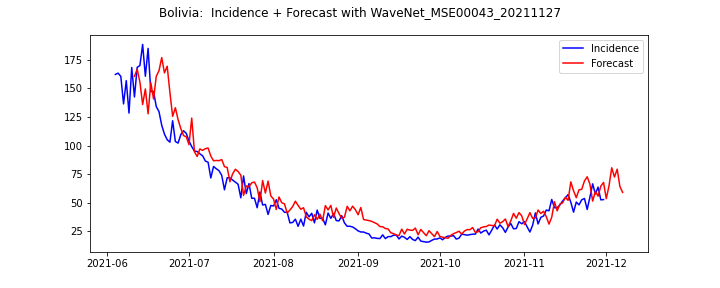 Bolivia:  Incidence + Forecast with WaveNet_MSE00043_20211127
Incidence
Forecast
175
150
125
100
75
50
25
2021-06 2021-07 2021-08 2021-09 2021-10 2021-11 2021-12